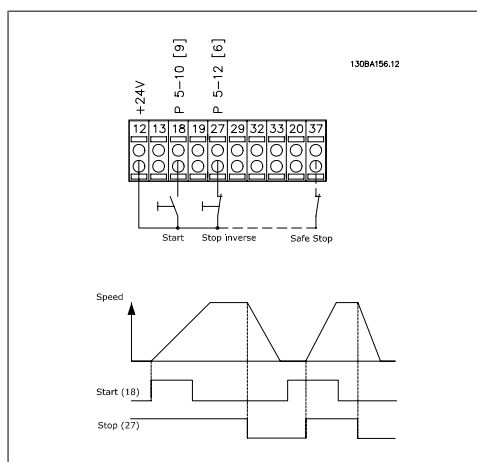 130BA156.12
+24V
P 5-10 [9]
P 5-12 [6]
12 13 18 19 27 29 32 33 20 37
Start Stop inverse Safe Stop
Speed
Start (18)
Stop (27)